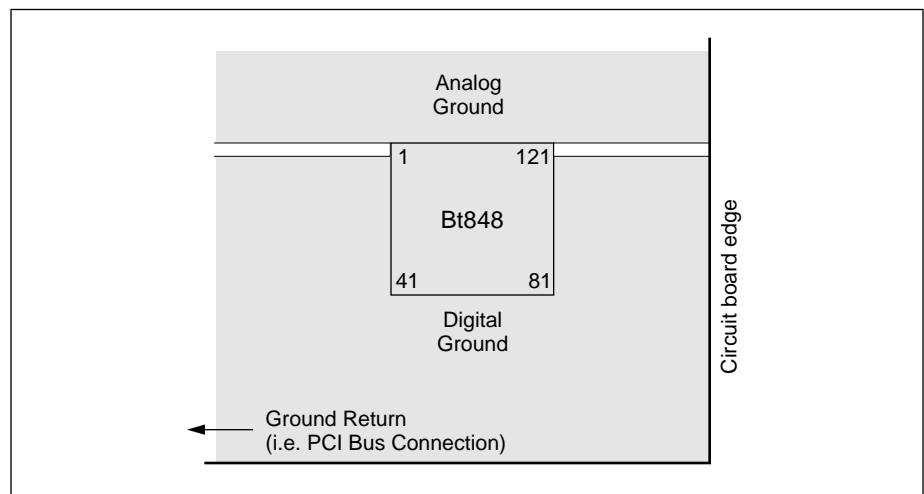 Analog
Ground
1 121
Bt848
41 81
Digital
Ground
Circuit board edge
Ground Return
(i.e. PCI Bus Connection)